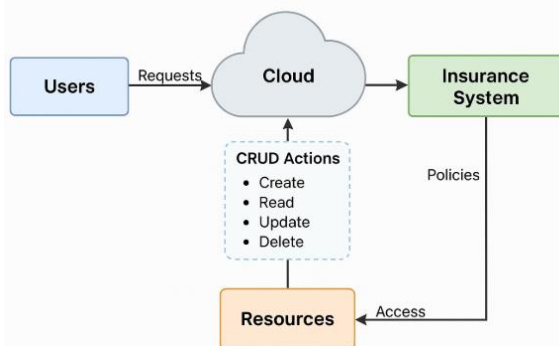 Users
Requests
Cloud
Insurance
System
CRUD Actions
• Create
• Read
• Update
• Delete
Policies
Resources
Access